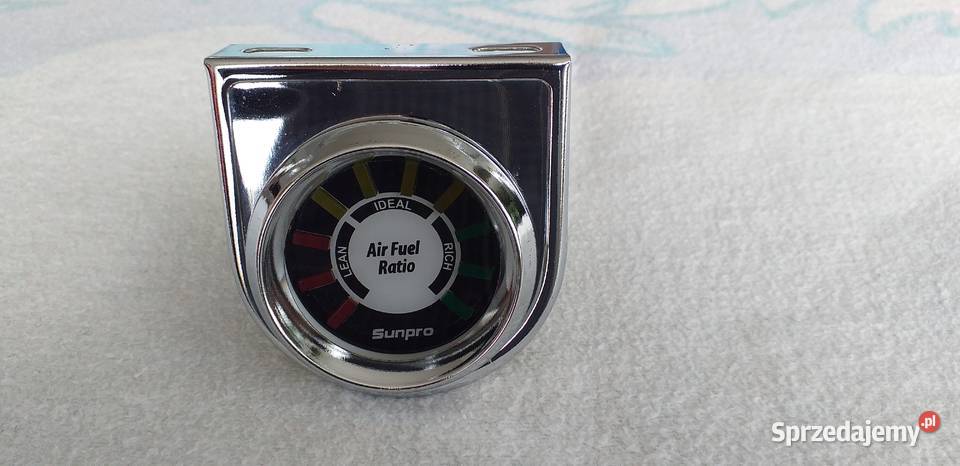 IDEAL
LEAN
Air Fuel
Ratio
RICH
Sunpro
Sprzedajemy.pl